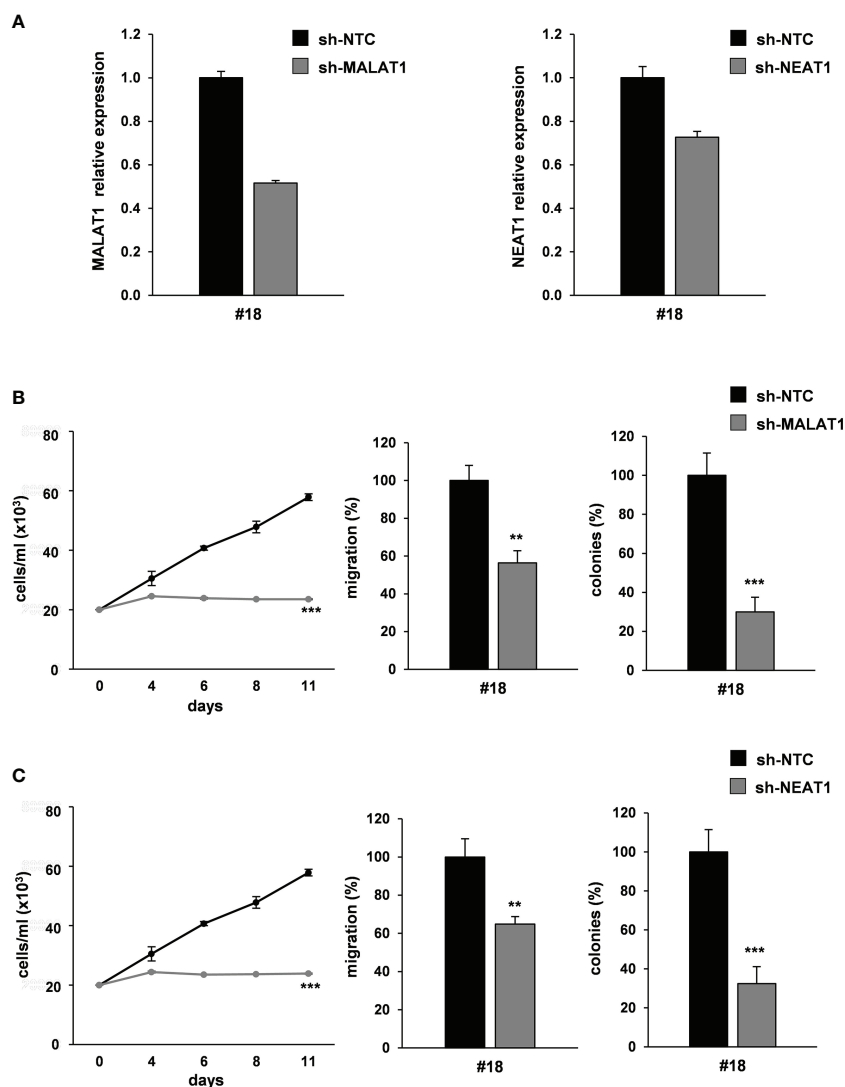 A
sh-NTC
sh-MALAT1
MALAT1 relative expression
1.2
1.0
0.8
0.6
0.4
0.2
0.0
#18
sh-NTC
sh-NEAT1
NEAT1 relative expression
1.2
1.0
0.8
0.6
0.4
0.2
0.0
#18
B
sh-NTC
sh-MALAT1
cells/ml (x10³)
80
60
40
20
0
***
0 4 6 8 11
days
migration (%)
120
100
80
60
40
20
0
**
#18
colonies (%)
120
100
80
60
40
20
0
***
#18
C
sh-NTC
sh-NEAT1
cells/ml (x10³)
80
60
40
20
0
***
0 4 6 8 11
days
migration (%)
120
100
80
60
40
20
0
**
#18
colonies (%)
120
100
80
60
40
20
0
***
#18